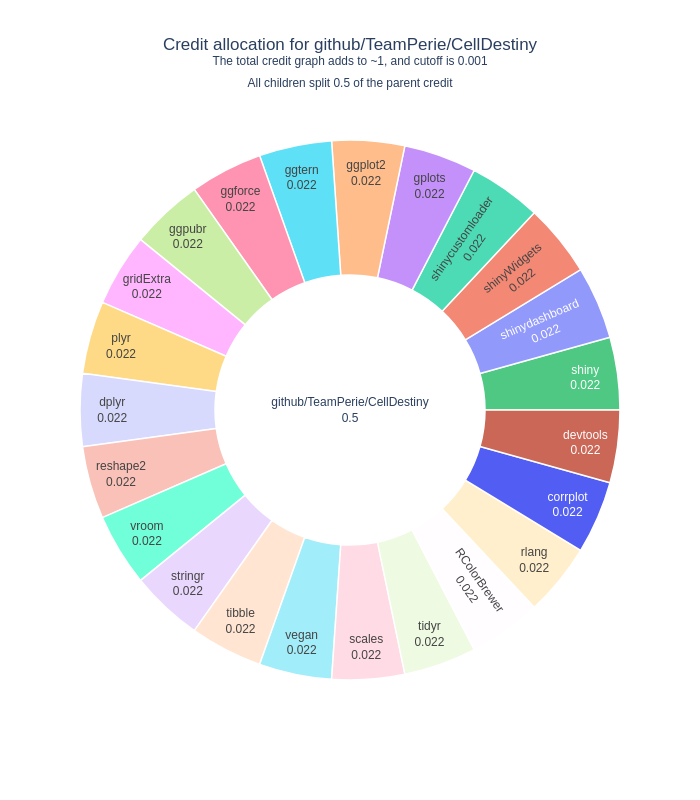 Credit allocation for github/TeamPerie/CellDestiny
The total credit graph adds to ~1, and cutoff is 0.001
All children split 0.5 of the parent credit
github/TeamPerie/CellDestiny
0.5
shiny
0.022
shinydashboard
0.022
shinyWidgets
0.022
shinycustomloader
0.022
gplots
0.022
ggplot2
0.022
ggtern
0.022
ggforce
0.022
ggpubr
0.022
gridExtra
0.022
plyr
0.022
dplyr
0.022
reshape2
0.022
vroom
0.022
stringr
0.022
tibble
0.022
vegan
0.022
scales
0.022
tidyr
0.022
RColorBrewer
0.022
rlang
0.022
corrplot
0.022
devtools
0.022